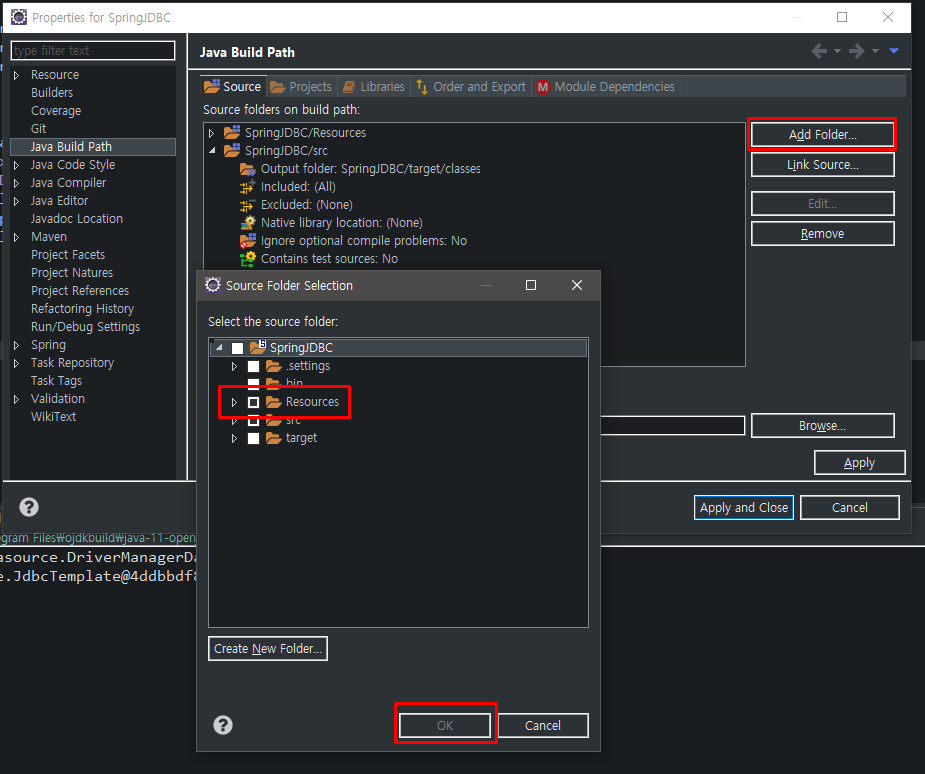 Properties for SpringJDBC
type filter text
Resource
Builders
Coverage
Git
Java Build Path
Java Code Style
Java Compiler
Java Editor
Javadoc Location
Maven
Project Facets
Project Natures
Project References
Refactoring History
Run/Debug Settings
Spring
Task Repository
Task Tags
Validation
WikiText
Java Build Path
Source Projects Libraries Order and Export M Module Dependencies
Source folders on build path:
SpringJDBC/Resources
SpringJDBC/src
Output folder: SpringJDBC/target/classes
Included: (All)
Excluded: (None)
Native library location: (None)
Ignore optional compile problems: No
Contains test sources: No
Add Folder...
Link Source...
Edit...
Remove
Browse...
Apply
Apply and Close
Cancel
Source Folder Selection
Select the source folder:
SpringJDBC
.settings
bin
Resources
src
target
Create New Folder...
OK
Cancel
ogram Files₩ojdkbuild₩java-11-open
asource.DriverManagerDa
e.JdbcTemplate@4ddbbdf